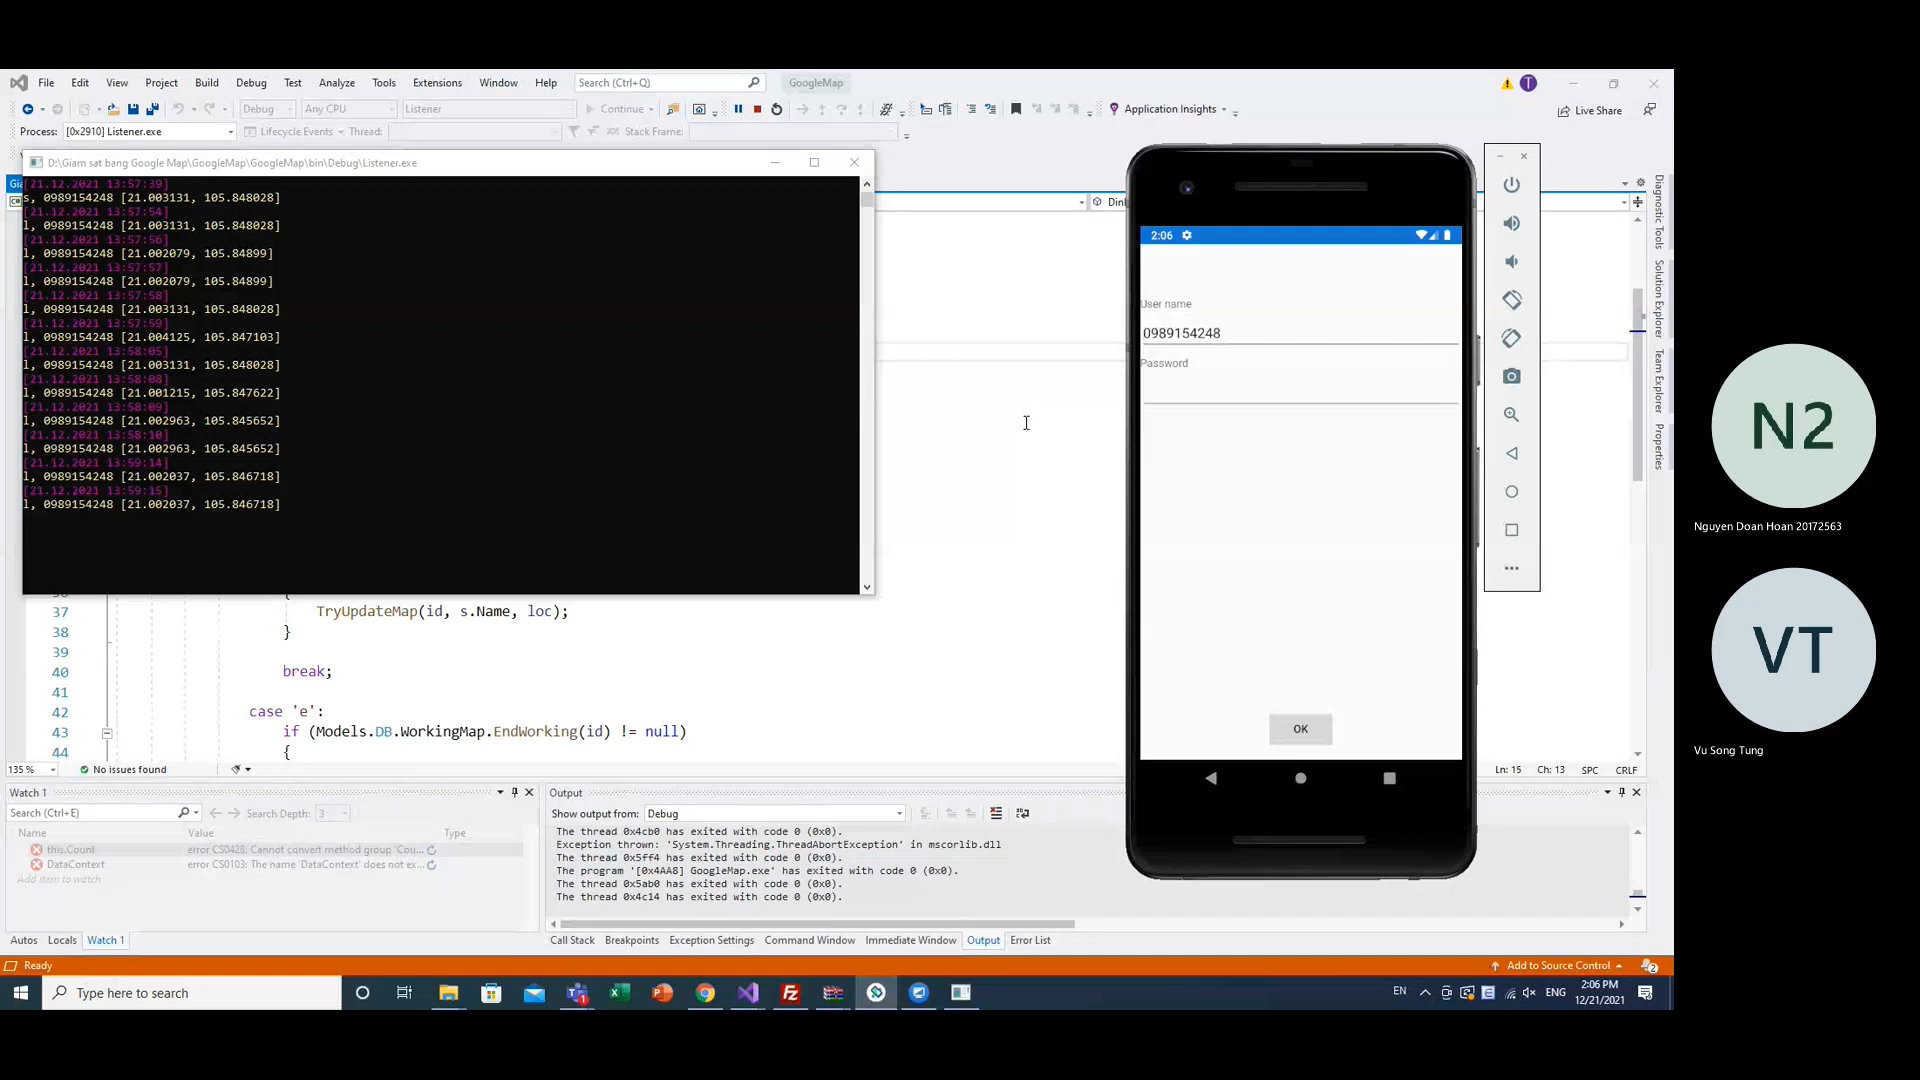 File Edit View Project Build Debug Test Analyze Tools Extensions Window Help Search (Ctrl+Q) GoogleMap T
Debug Any CPU Listener Continue Application Insights Live Share
Process: [0x2910] Listener.exe Lifecycle Events Thread: Stack Frame:
D:\Giam sat bang Google Map\GoogleMap\GoogleMap\bin\Debug\Listener.exe
[21.12.2021 13:57:39]
s, 0989154248 [21.003131, 105.848028]
[21.12.2021 13:57:54]
l, 0989154248 [21.003131, 105.848028]
[21.12.2021 13:57:56]
l, 0989154248 [21.002079, 105.84899]
[21.12.2021 13:57:57]
l, 0989154248 [21.002079, 105.84899]
[21.12.2021 13:57:58]
l, 0989154248 [21.003131, 105.848028]
[21.12.2021 13:57:59]
l, 0989154248 [21.004125, 105.847103]
[21.12.2021 13:58:05]
l, 0989154248 [21.003131, 105.848028]
[21.12.2021 13:58:08]
l, 0989154248 [21.001215, 105.847622]
[21.12.2021 13:58:09]
l, 0989154248 [21.002963, 105.845652]
[21.12.2021 13:58:10]
l, 0989154248 [21.002963, 105.845652]
[21.12.2021 13:59:14]
l, 0989154248 [21.002037, 105.846718]
[21.12.2021 13:59:15]
l, 0989154248 [21.002037, 105.846718]
37 TryUpdateMap(id, s.Name, loc);
38 }
39
40 break;
41
42 case 'e':
43 if (Models.DB.WorkingMap.EndWorking(id) != null)
44 {
135 % No issues found Ln: 15 Ch: 13 SPC CRLF
2:06
User name
0989154248
Password
OK
Diagnostic Tools
Solution Explorer
Team Explorer
Properties
Watch 1
Search (Ctrl+E) Search Depth: 3
Name Value Type
this.Count error CS0428: Cannot convert method group 'Cou...
DataContext error CS0103: The name 'DataContext' does not ex...
Add item to watch
Autos Locals Watch 1
Output
Show output from: Debug
The thread 0x4cb0 has exited with code 0 (0x0).
Exception thrown: 'System.Threading.ThreadAbortException' in mscorlib.dll
The thread 0x5ff4 has exited with code 0 (0x0).
The program '[0x4AA8] GoogleMap.exe' has exited with code 0 (0x0).
The thread 0x5ab0 has exited with code 0 (0x0).
The thread 0x4c14 has exited with code 0 (0x0).
Call Stack Breakpoints Exception Settings Command Window Immediate Window Output Error List
Ready Add to Source Control 2
Type here to search EN ENG 2:06 PM
12/21/2021
N2
Nguyen Doan Hoan 20172563
VT
Vu Song Tung